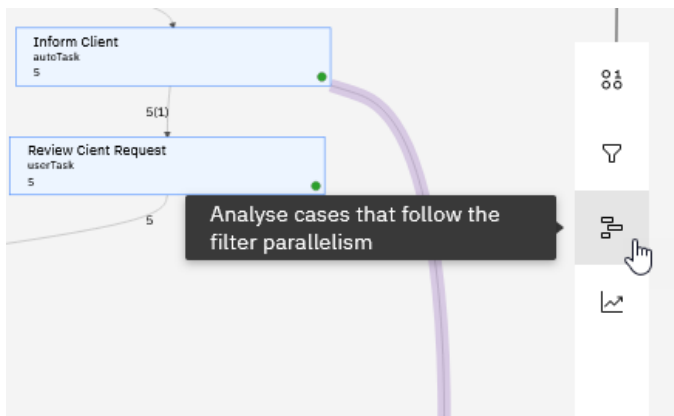 Inform Client
autoTask
5
5(1)
Review Cient Request
userTask
5
5
Analyse cases that follow the
filter parallelism